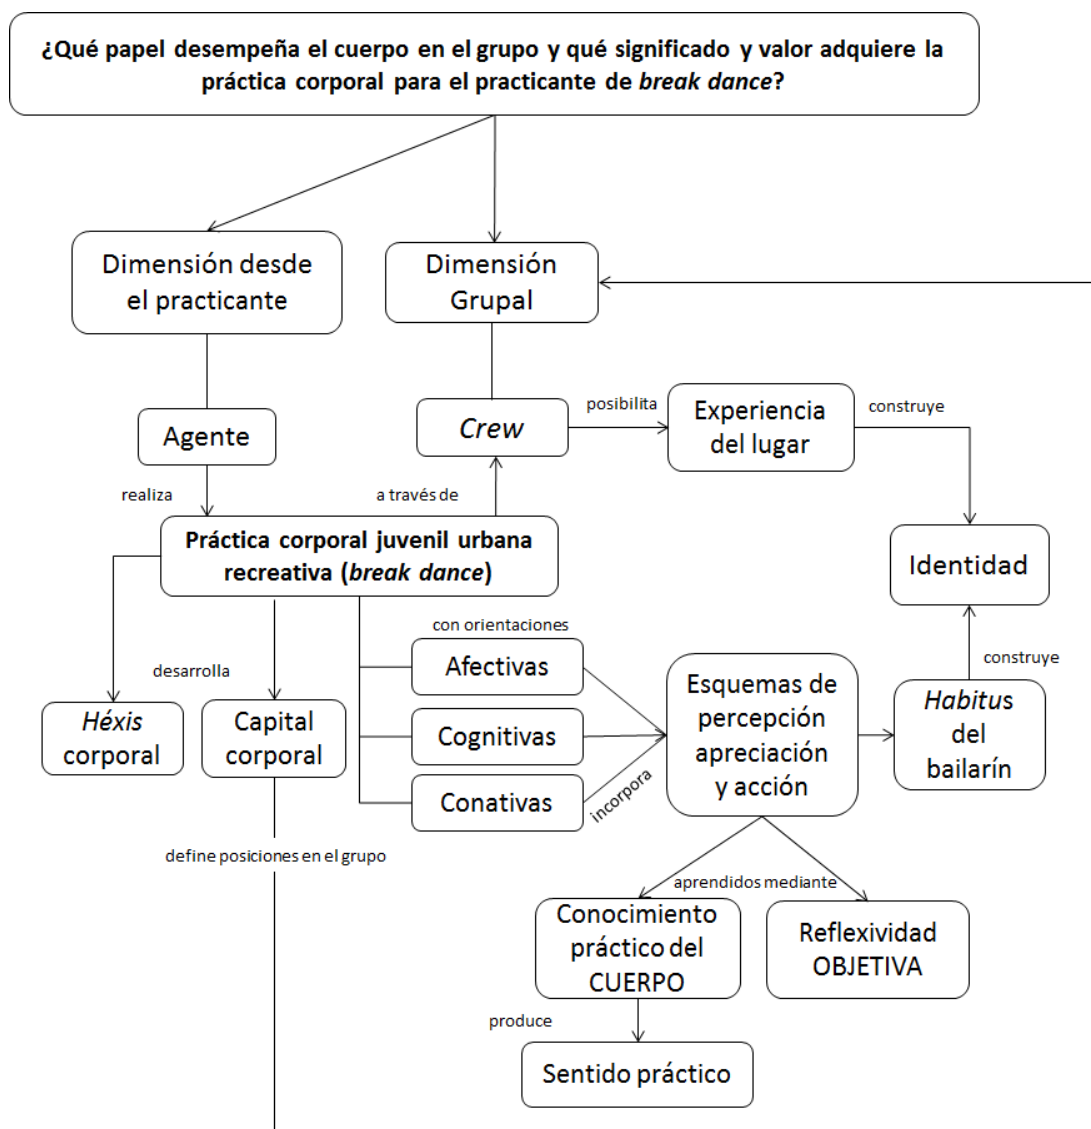 ¿Qué papel desempeña el cuerpo en el grupo y qué significado y valor adquiere la
práctica corporal para el practicante de break dance?
Dimensión desde
el practicante
Dimensión
Grupal
Agente
Crew
posibilita
Experiencia
del lugar
construye
realiza
a través de
Práctica corporal juvenil urbana
recreativa (break dance)
Identidad
con orientaciones
Afectivas
Cognitivas
Conativas
desarrolla
Héxis
corporal
Capital
corporal
incorpora
Esquemas de
percepción
apreciación
y acción
construye
Habitus
del
bailarín
define posiciones en el grupo
aprendidos mediante
Conocimiento
práctico del
CUERPO
Reflexividad
OBJETIVA
produce
Sentido práctico